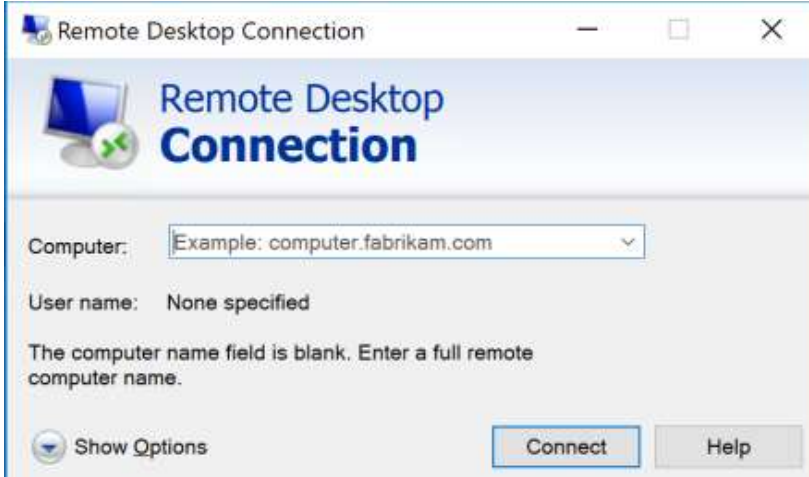 Remote Desktop Connection
Remote Desktop
Connection
Computer: Example: computer.fabrikam.com
User name: None specified
The computer name field is blank. Enter a full remote
computer name.
Show Options Connect Help